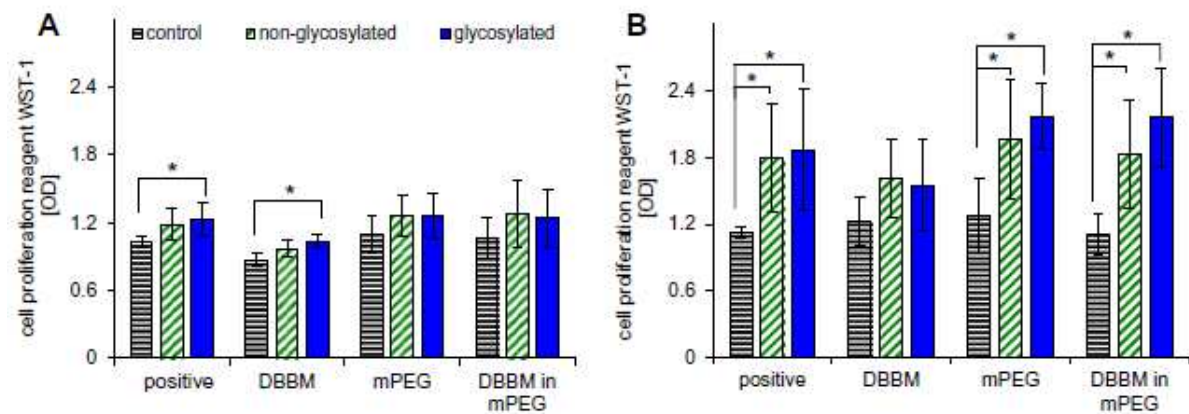 A
control non-glycosylated glycosylated
cell proliferation reagent WST-1
[OD]
2.4
1.8
1.2
0.6
0
*
*
positive DBBM mPEG DBBM in
mPEG
B
cell proliferation reagent WST-1
[OD]
2.4
1.8
1.2
0.6
0
*
*
*
*
*
*
positive DBBM mPEG DBBM in
mPEG